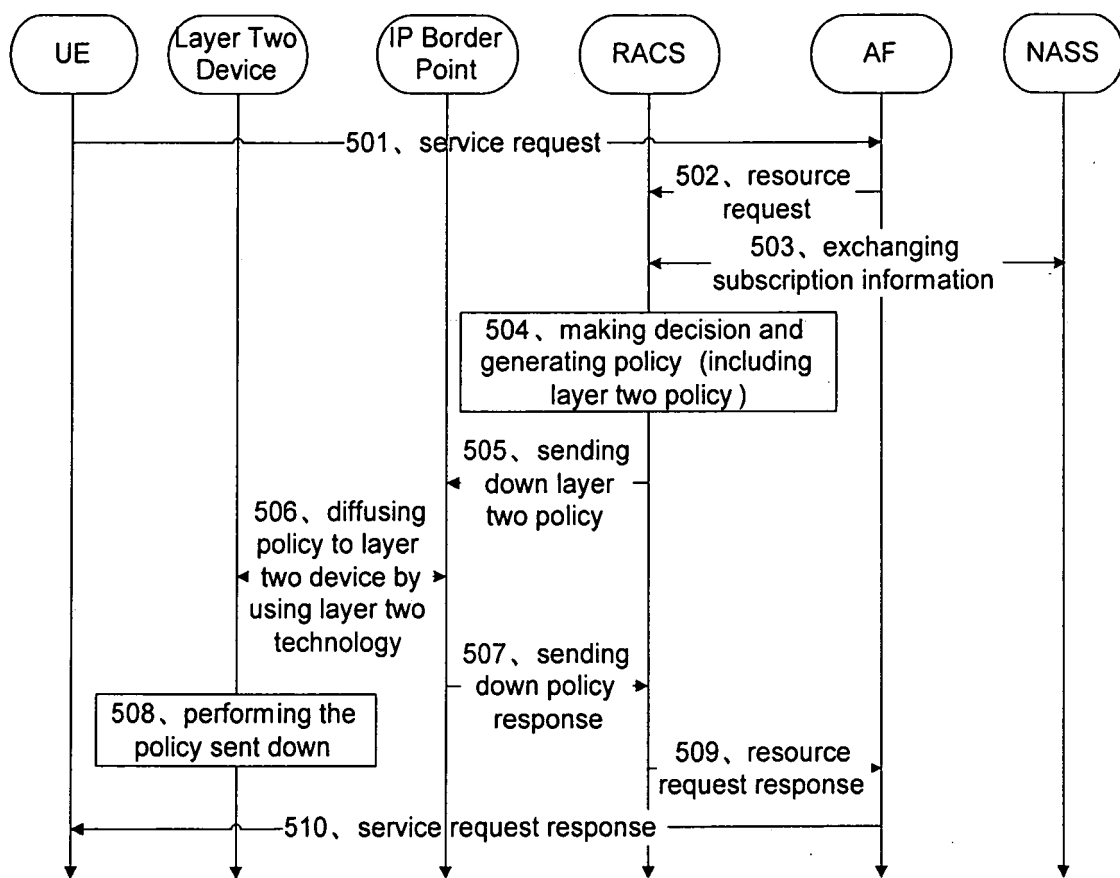 UE
Layer Two
Device
IP Border
Point
RACS
AF
NASS
501、service request
502、resource
request
503、exchanging
subscription information
504、making decision and
generating policy (including
layer two policy)
505、sending
down layer
two policy
506、diffusing
policy to layer
two device by
using layer two
technology
507、sending
down policy
response
508、performing the
policy sent down
509、resource
request response
510、service request response